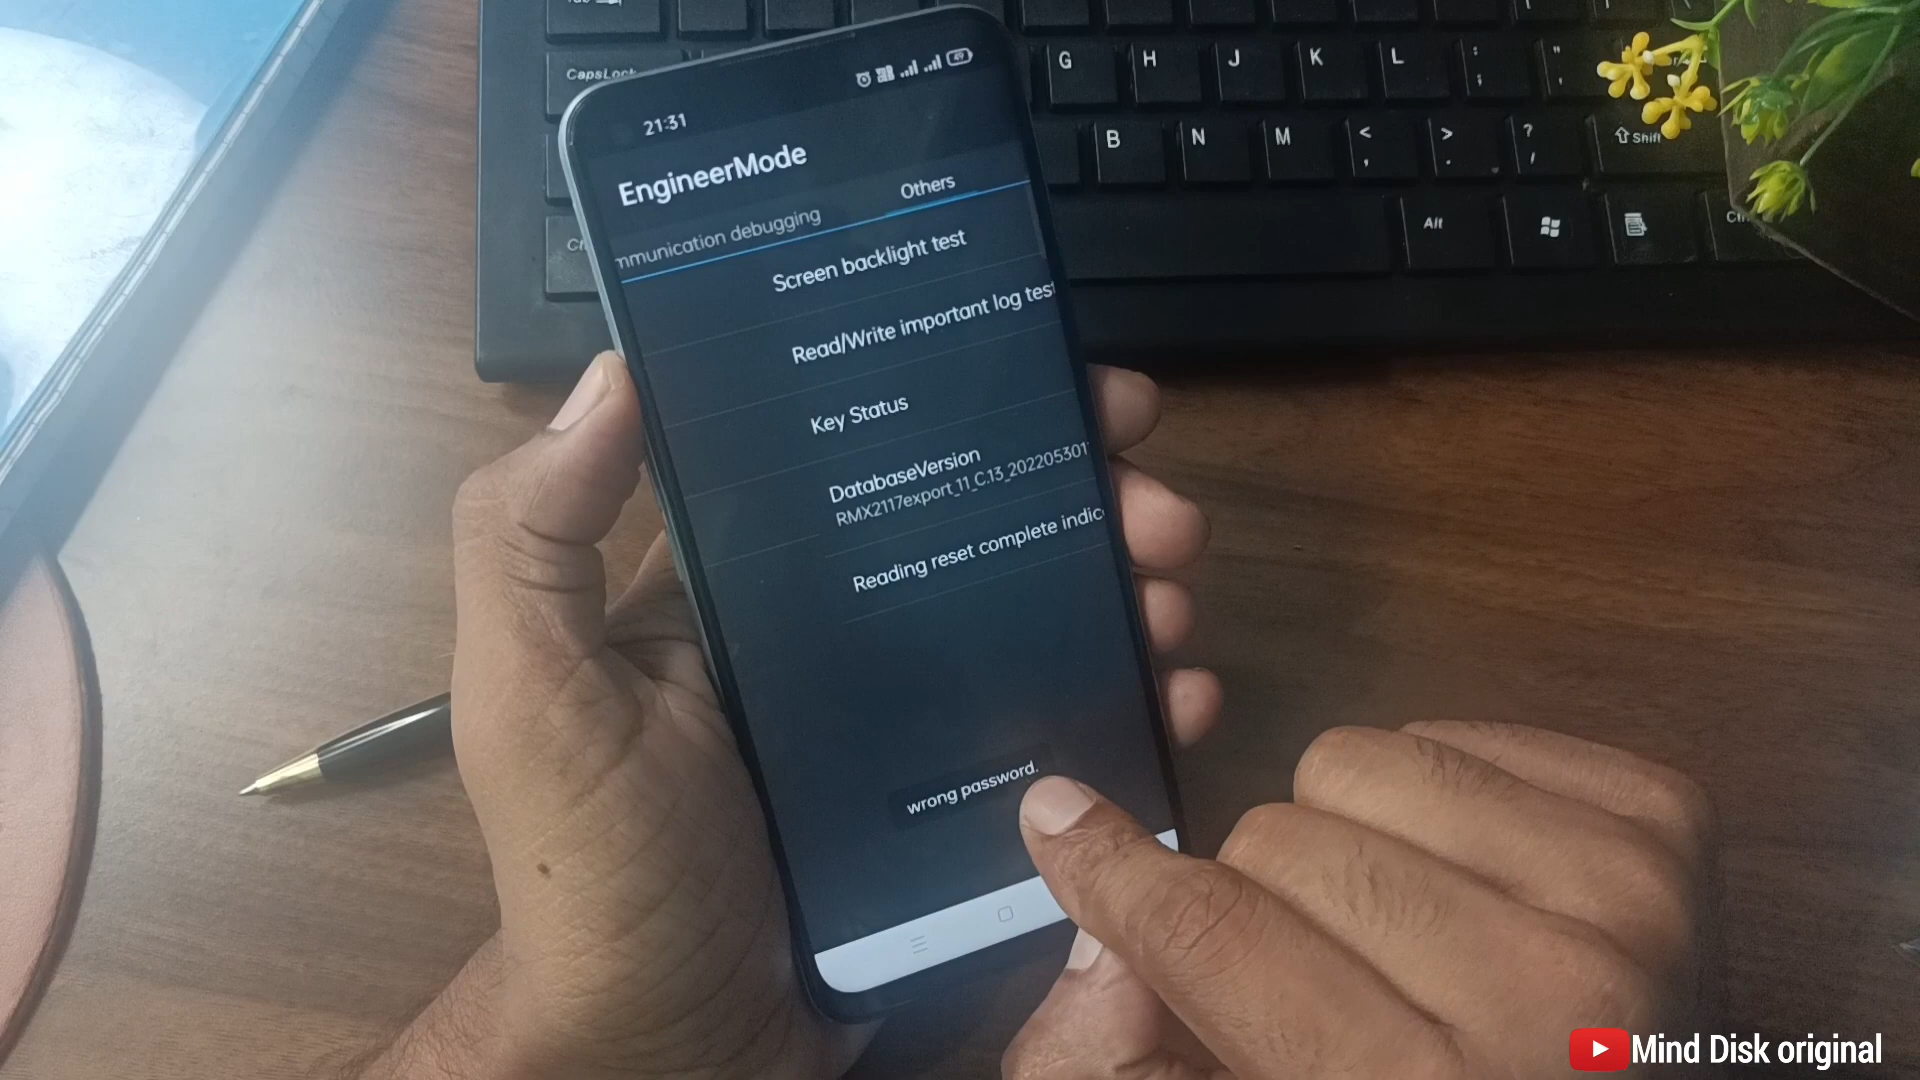 CapsLock
G
H
J
K
L
:
;
"
'
B
N
M
<
,
>
.
?
/
Shift
Alt
49
21:31
EngineerMode
mmunication debugging
Others
Screen backlight test
Read/Write important log test
Key Status
DatabaseVersion
RMX2117export_11_C.13_202205301
Reading reset complete indic
wrong password.
Mind Disk original